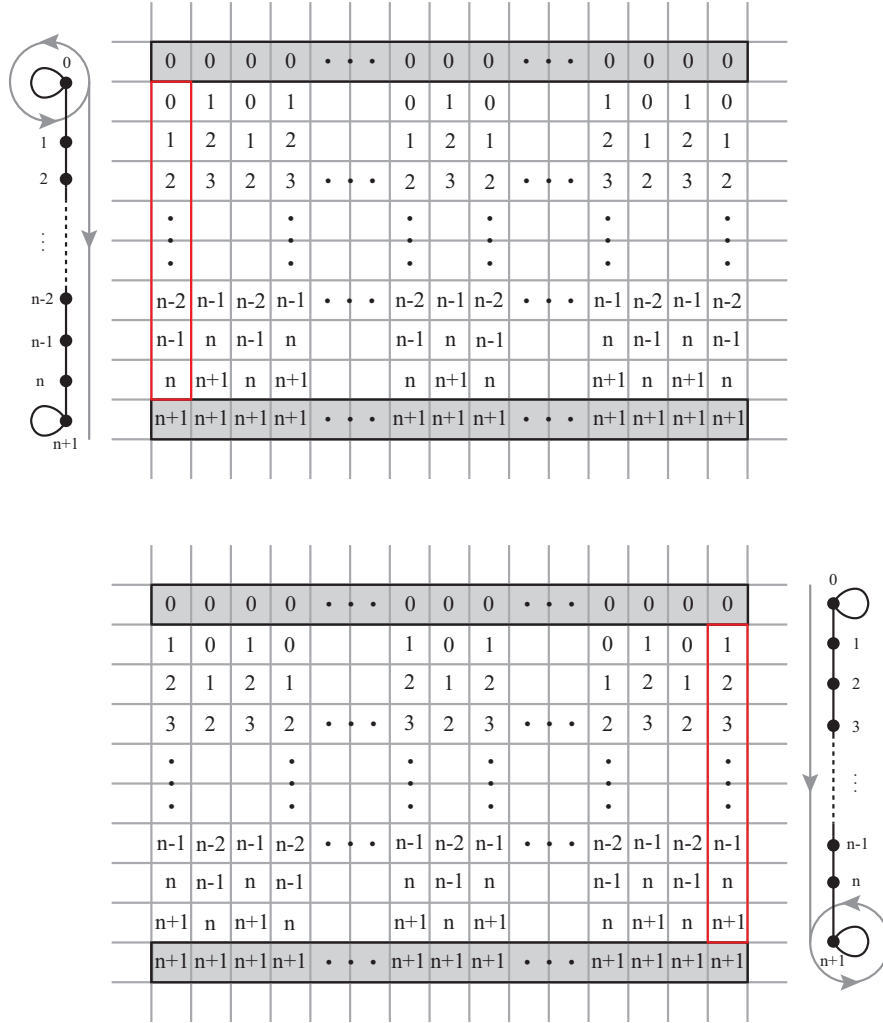 0
0 0 0 0 · · · 0 0 0 · · · 0 0 0 0
0 1 0 1 0 1 0 1 0 1 0
1 1 2 1 2 1 2 1 2 1 2 1
2 2 3 2 3 · · · 2 3 2 · · · 3 2 3 2
⋮ ⋮ ⋮ ⋮ ⋮ ⋮ ⋮
n-2 n-2 n-1 n-2 n-1 · · · n-2 n-1 n-2 · · · n-1 n-2 n-1 n-2
n-1 n-1 n n-1 n n-1 n n-1 n n-1 n n-1
n n n+1 n n+1 n n+1 n n+1 n n+1 n
n+1 n+1 n+1 n+1 · · · n+1 n+1 n+1 · · · n+1 n+1 n+1 n+1
n+1
0
0 0 0 0 · · · 0 0 0 · · · 0 0 0 0
1 0 1 0 1 0 1 0 1 0 1 1
2 1 2 1 2 1 2 1 2 1 2 2
3 2 3 2 · · · 3 2 3 · · · 2 3 2 3 3
⋮ ⋮ ⋮ ⋮ ⋮ ⋮ ⋮
n-1 n-2 n-1 n-2 · · · n-1 n-2 n-1 · · · n-2 n-1 n-2 n-1 n-1
n n-1 n n-1 n n-1 n n-1 n n-1 n n
n+1 n n+1 n n+1 n n+1 n n+1 n n+1
n+1 n+1 n+1 n+1 · · · n+1 n+1 n+1 · · · n+1 n+1 n+1 n+1 n+1